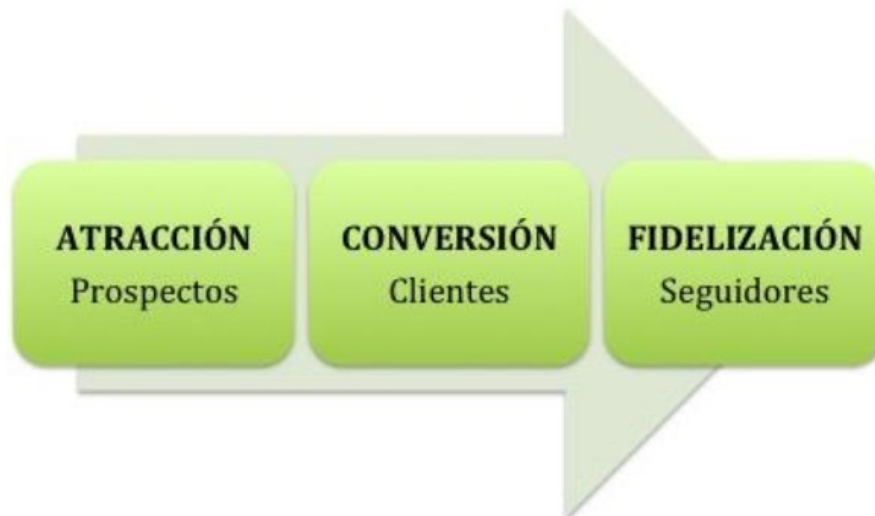 ATRACCIÓN
Prospectos
CONVERSIÓN
Clientes
FIDELIZACIÓN
Seguidores